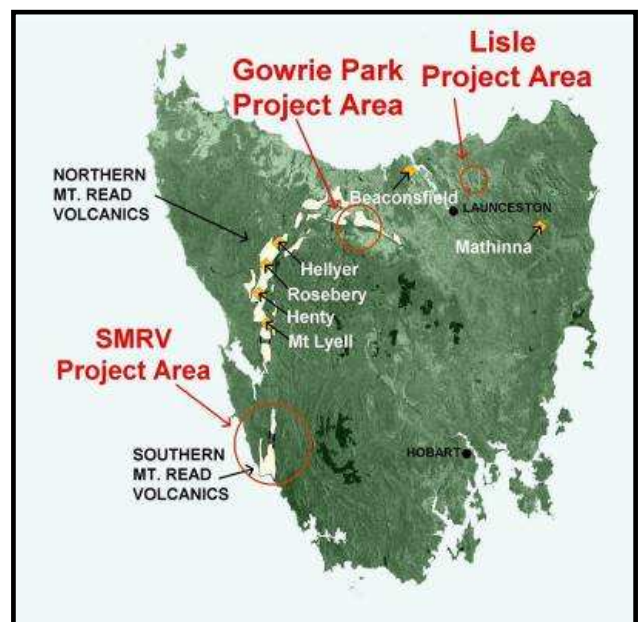 Lisle
Project Area
Gowrie Park
Project Area
NORTHERN
MT. READ
VOLCANICS
Beaconsfield
LAUNCESTON
Mathinna
Hellyer
Rosebery
Henty
Mt Lyell
SMRV
Project Area
SOUTHERN
MT. READ
VOLCANICS
HOBART